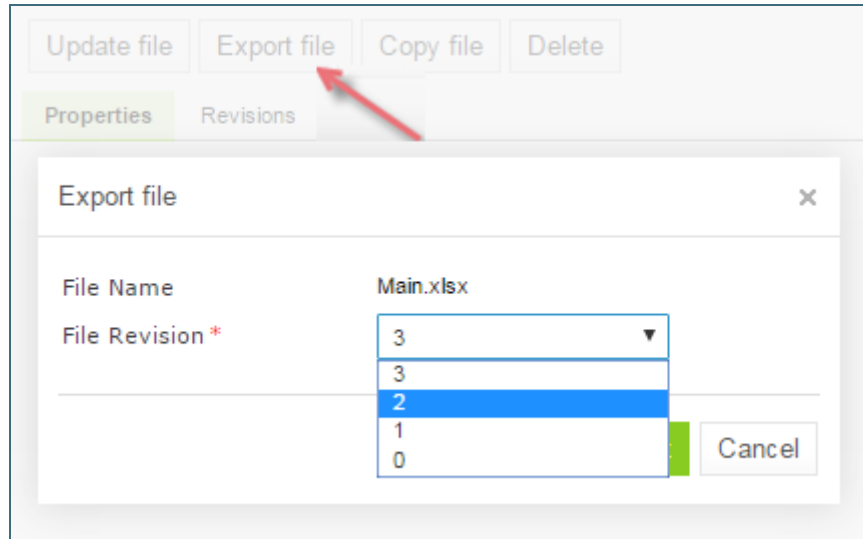 Update file Export file Copy file Delete
Properties Revisions
Export file
File Name Main.xlsx
File Revision * 3
3
2
1
0
Cancel